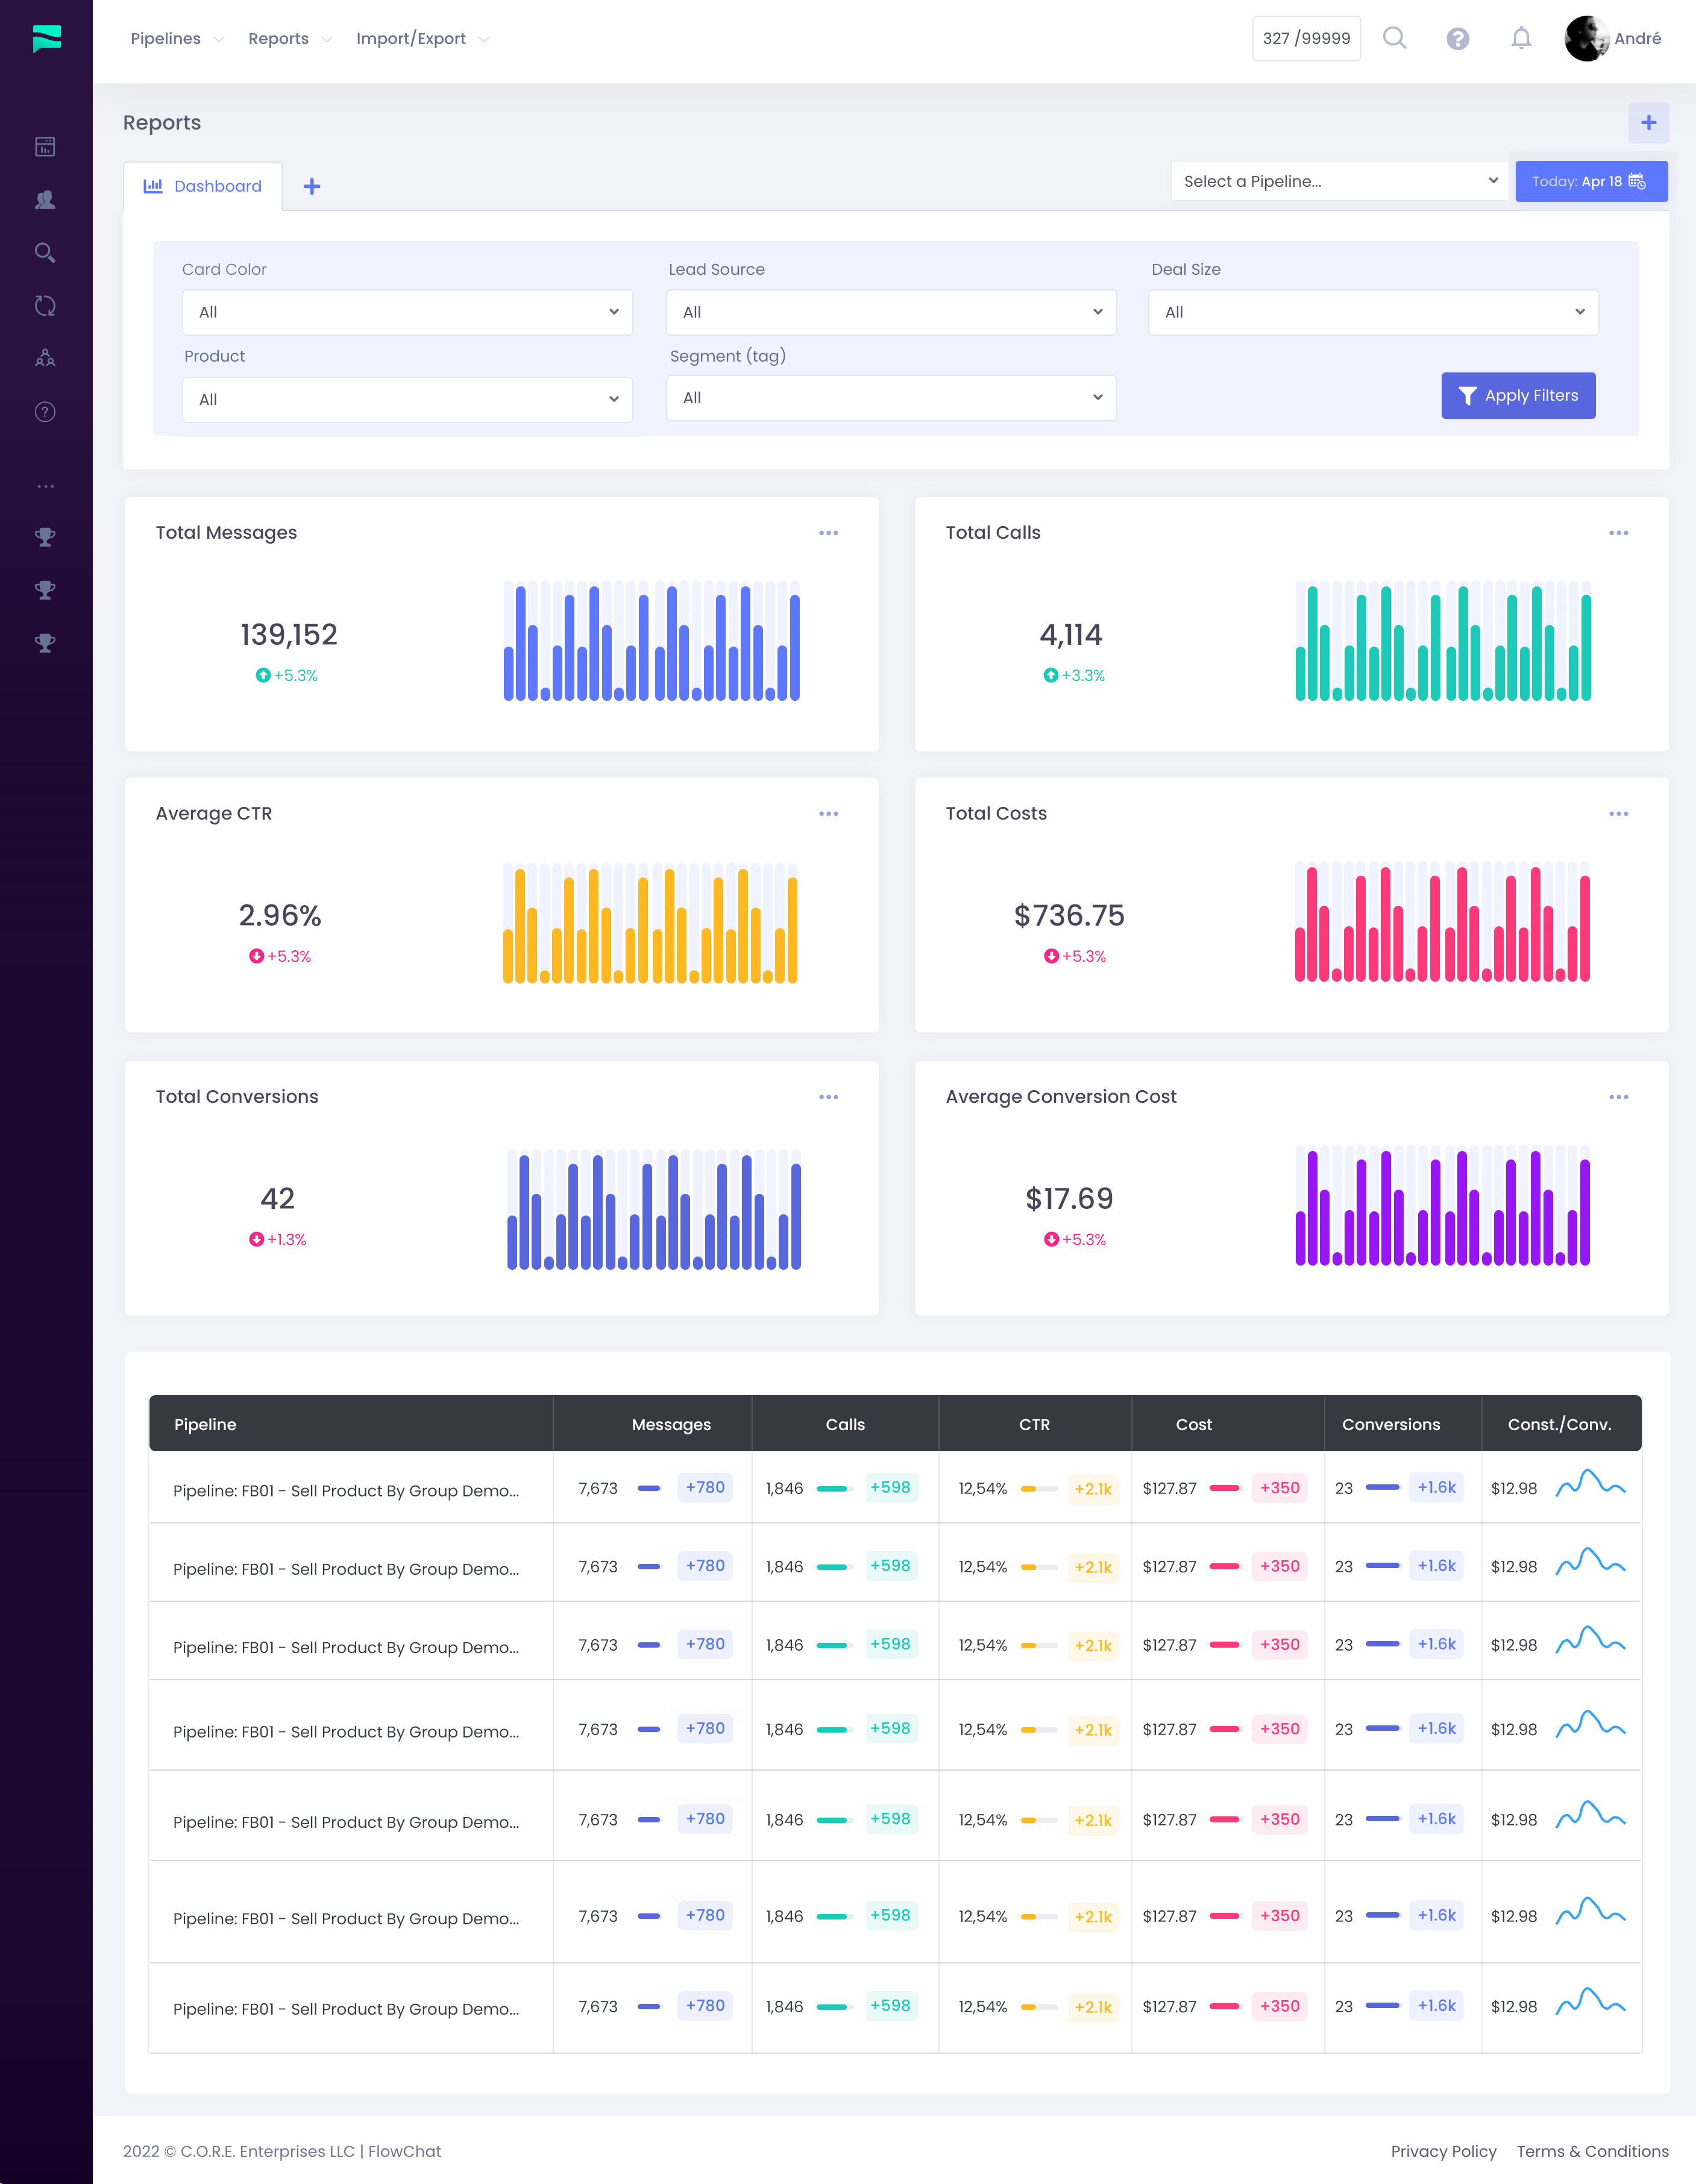 Pipelines Reports Import/Export 327 /99999 André
Reports
Dashboard Select a Pipeline... Today: Apr 18
Card Color Lead Source Deal Size
All All All
Product Segment (tag)
All All Apply Filters
Total Messages Total Calls
139,152 4,114
+5.3% +3.3%
Average CTR Total Costs
2.96% $736.75
+5.3% +5.3%
Total Conversions Average Conversion Cost
42 $17.69
+1.3% +5.3%
Pipeline Messages Calls CTR Cost Conversions Const./Conv.
Pipeline: FB01 - Sell Product By Group Demo... 7,673 +780 1,846 +598 12,54% +2.1k $127.87 +350 23 +1.6k $12.98
Pipeline: FB01 - Sell Product By Group Demo... 7,673 +780 1,846 +598 12,54% +2.1k $127.87 +350 23 +1.6k $12.98
Pipeline: FB01 - Sell Product By Group Demo... 7,673 +780 1,846 +598 12,54% +2.1k $127.87 +350 23 +1.6k $12.98
Pipeline: FB01 - Sell Product By Group Demo... 7,673 +780 1,846 +598 12,54% +2.1k $127.87 +350 23 +1.6k $12.98
Pipeline: FB01 - Sell Product By Group Demo... 7,673 +780 1,846 +598 12,54% +2.1k $127.87 +350 23 +1.6k $12.98
Pipeline: FB01 - Sell Product By Group Demo... 7,673 +780 1,846 +598 12,54% +2.1k $127.87 +350 23 +1.6k $12.98
Pipeline: FB01 - Sell Product By Group Demo... 7,673 +780 1,846 +598 12,54% +2.1k $127.87 +350 23 +1.6k $12.98
2022 © C.O.R.E. Enterprises LLC | FlowChat Privacy Policy Terms & Conditions